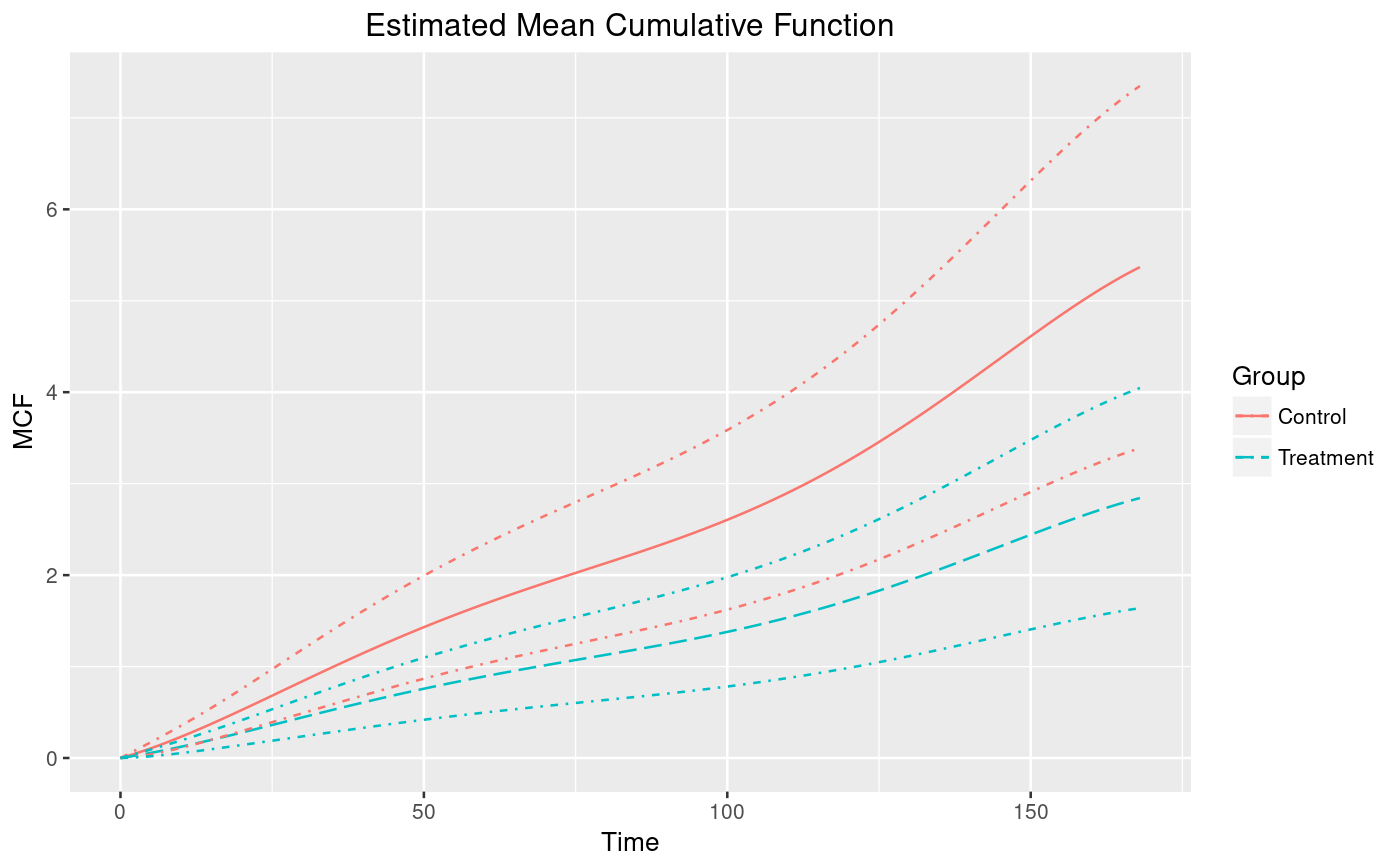 Estimated Mean Cumulative Function
MCF
6
4
2
0
0 50 100 150
Time
Group
Control
Treatment